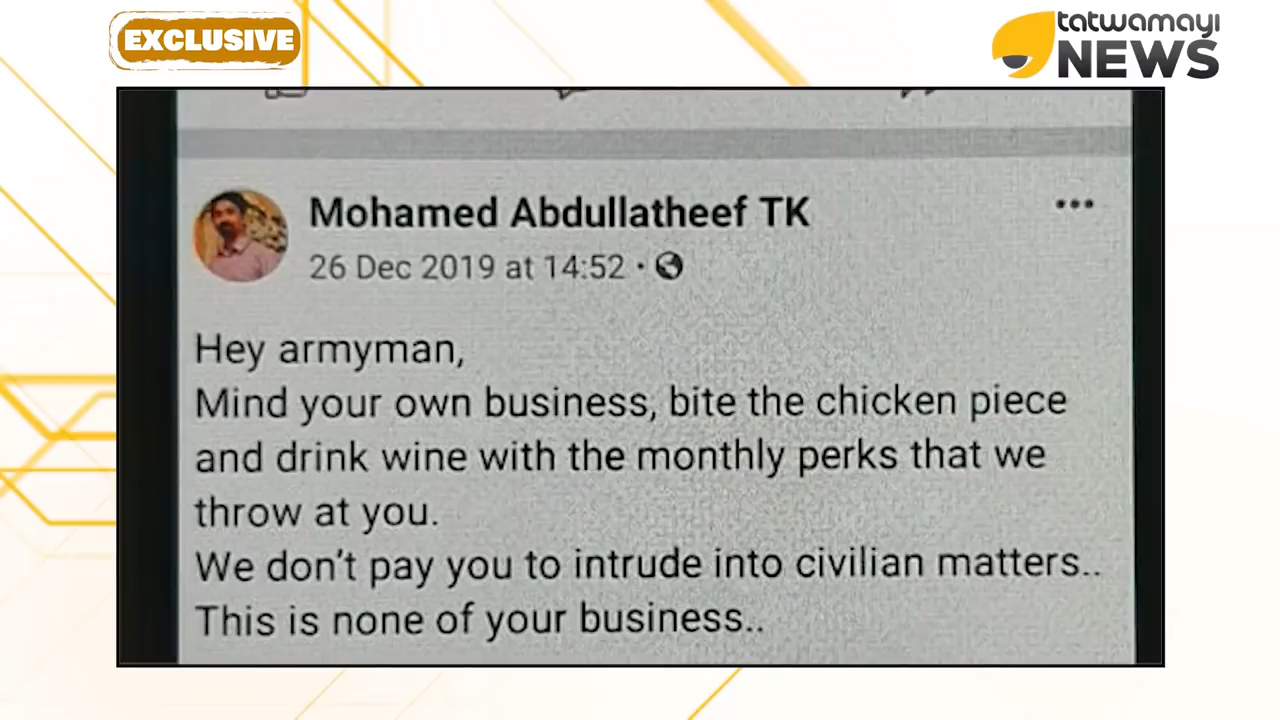 EXCLUSIVE
tatwamayi
NEWS
Mohamed Abdullatheef TK
26 Dec 2019 at 14:52 ·
Hey armyman,
Mind your own business, bite the chicken piece
and drink wine with the monthly perks that we
throw at you.
We don't pay you to intrude into civilian matters..
This is none of your business..